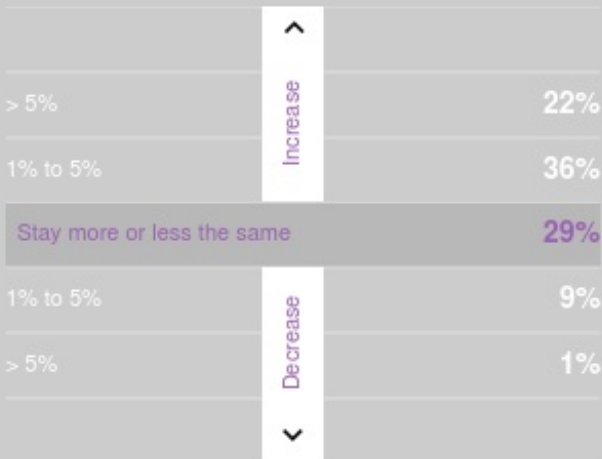 > 5%
22%
Increase
1% to 5%
36%
Stay more or less the same
29%
1% to 5%
9%
Decrease
> 5%
1%